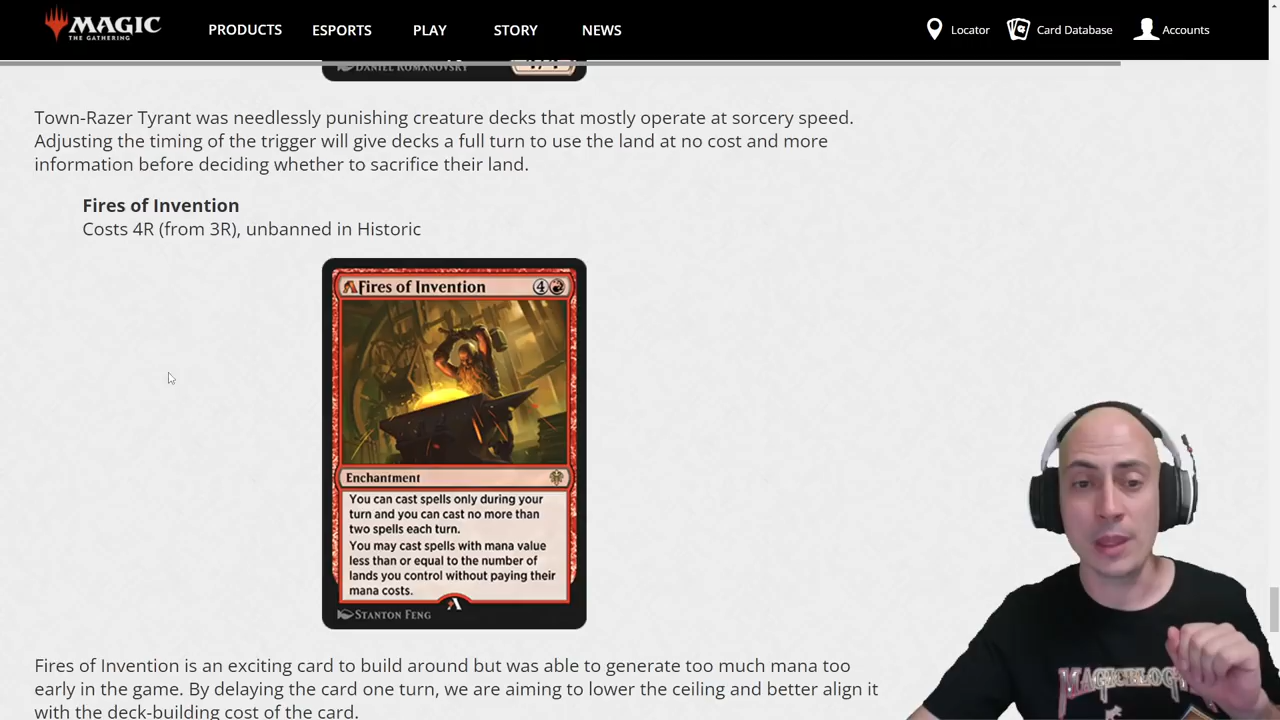 MAGIC
THE GATHERING
PRODUCTS ESPORTS PLAY STORY NEWS
Locator Card Database Accounts
DANIEL ROMANOVSKY
Town-Razer Tyrant was needlessly punishing creature decks that mostly operate at sorcery speed.
Adjusting the timing of the trigger will give decks a full turn to use the land at no cost and more
information before deciding whether to sacrifice their land.
Fires of Invention
Costs 4R (from 3R), unbanned in Historic
Fires of Invention 4
Enchantment
You can cast spells only during your
turn and you can cast no more than
two spells each turn.
You may cast spells with mana value
less than or equal to the number of
lands you control without paying their
mana costs.
STANTON FENG
Fires of Invention is an exciting card to build around but was able to generate too much mana too
early in the game. By delaying the card one turn, we are aiming to lower the ceiling and better align it
with the deck-building cost of the card.